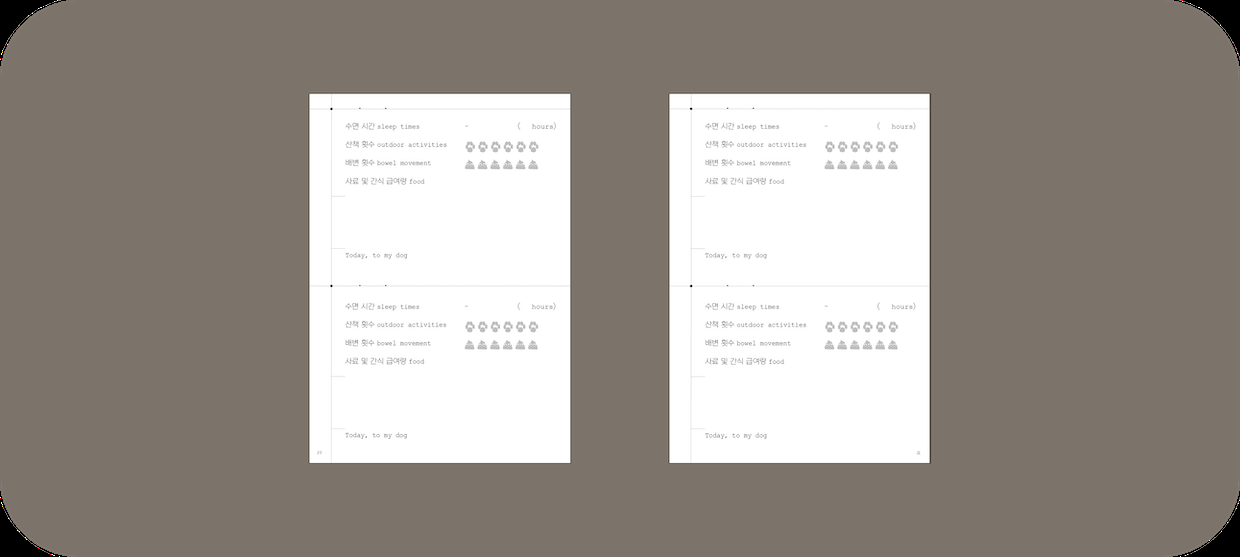 수면 시간 sleep times - ( hours)
산책 횟수 outdoor activities
배변 횟수 bowel movement
사료 및 간식 급여량 food
Today, to my dog
수면 시간 sleep times - ( hours)
산책 횟수 outdoor activities
배변 횟수 bowel movement
사료 및 간식 급여량 food
Today, to my dog
수면 시간 sleep times - ( hours)
산책 횟수 outdoor activities
배변 횟수 bowel movement
사료 및 간식 급여량 food
Today, to my dog
수면 시간 sleep times - ( hours)
산책 횟수 outdoor activities
배변 횟수 bowel movement
사료 및 간식 급여량 food
Today, to my dog